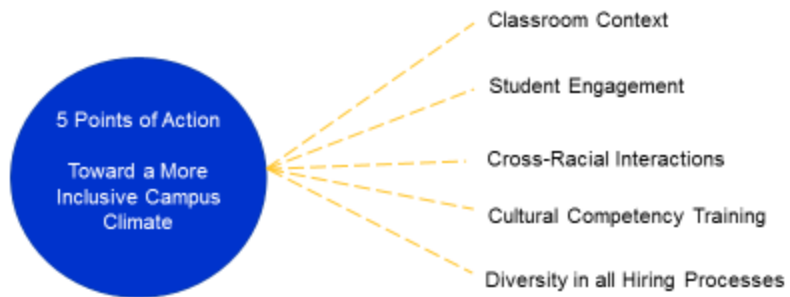 5 Points of Action
Toward a More
Inclusive Campus
Climate
Classroom Context
Student Engagement
Cross-Racial Interactions
Cultural Competency Training
Diversity in all Hiring Processes